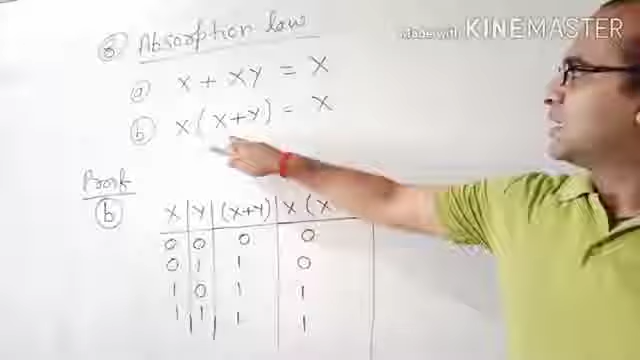 ⑥ Absorption law
made with KINEMASTER
ⓐ X + XY = X
ⓑ X ( X+Y ) = X
Proof
ⓑ
X | Y | (X+Y) | X ( X
0 | 0 | 0 | 0
0 | 1 | 1 | 0
1 | 0 | 1 | 1
1 | 1 | 1 | 1